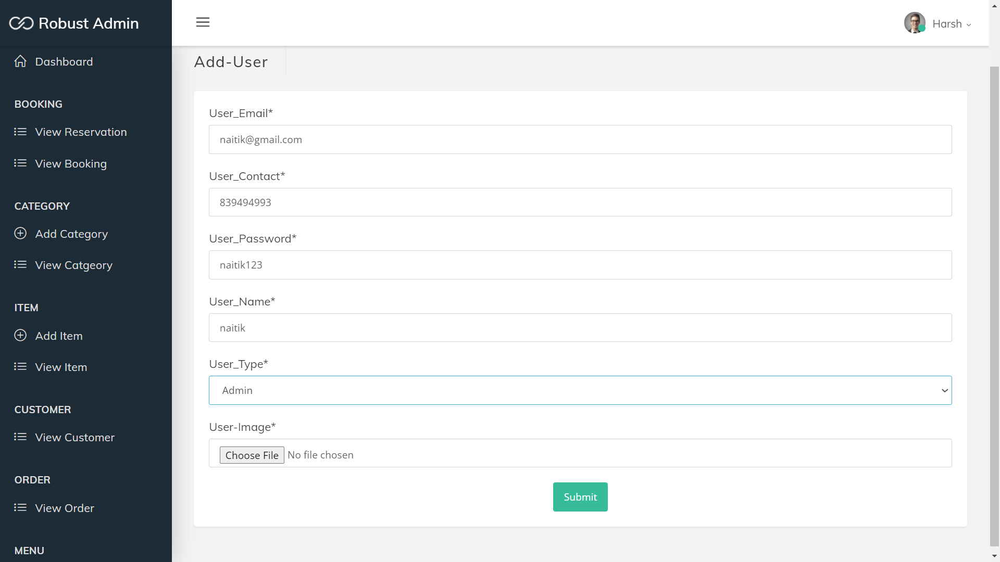 Robust Admin
Harsh
Dashboard
BOOKING
View Reservation
View Booking
CATEGORY
Add Category
View Catgeory
ITEM
Add Item
View Item
CUSTOMER
View Customer
ORDER
View Order
MENU
Add-User
User_Email*
naitik@gmail.com
User_Contact*
839494993
User_Password*
naitik123
User_Name*
naitik
User_Type*
Admin
User-Image*
Choose File No file chosen
Submit